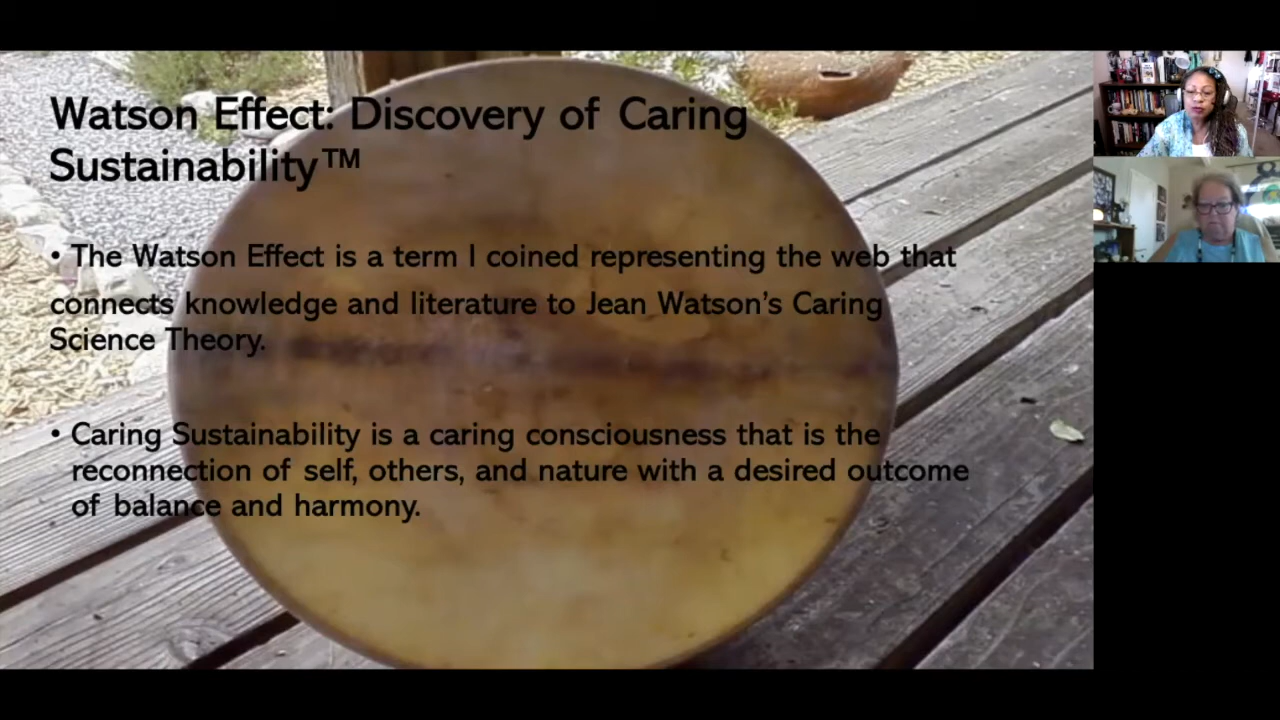 Watson Effect: Discovery of Caring
Sustainability™
• The Watson Effect is a term I coined representing the web that
connects knowledge and literature to Jean Watson’s Caring
Science Theory.
• Caring Sustainability is a caring consciousness that is the
reconnection of self, others, and nature with a desired outcome
of balance and harmony.